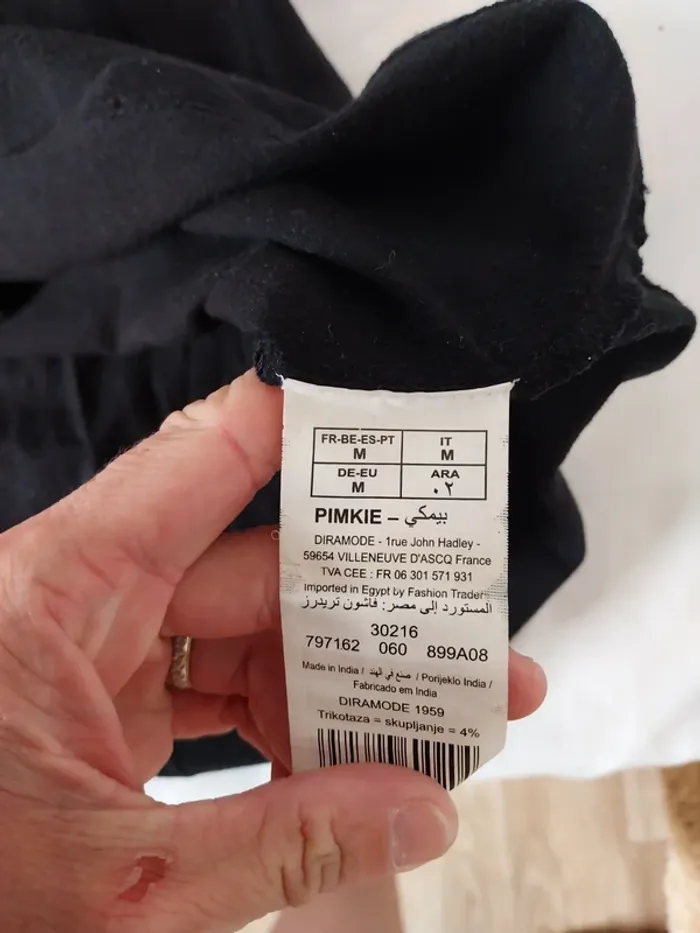 FR-BE-ES-PT IT
M M
DE-EU ARA
M ٠٢
PIMKIE – بيمكي
DIRAMODE - 1rue John Hadley -
59654 VILLENEUVE D'ASCQ France
TVA CEE : FR 06 301 571 931
Imported in Egypt by Fashion Trader
المستورد إلى مصر: فاشون تريدرز
30216
797162 060 899A08
Made in India / صنع في الهند / Porijeklo India /
Fabricado em India
DIRAMODE 1959
Trikotaza = skupljanje = 4%